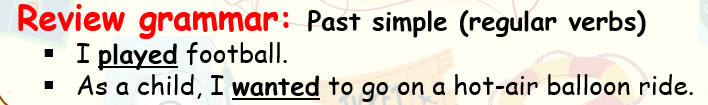 Review grammar: Past simple (regular verbs)
▪ I played football.
▪ As a child, I wanted to go on a hot-air balloon ride.